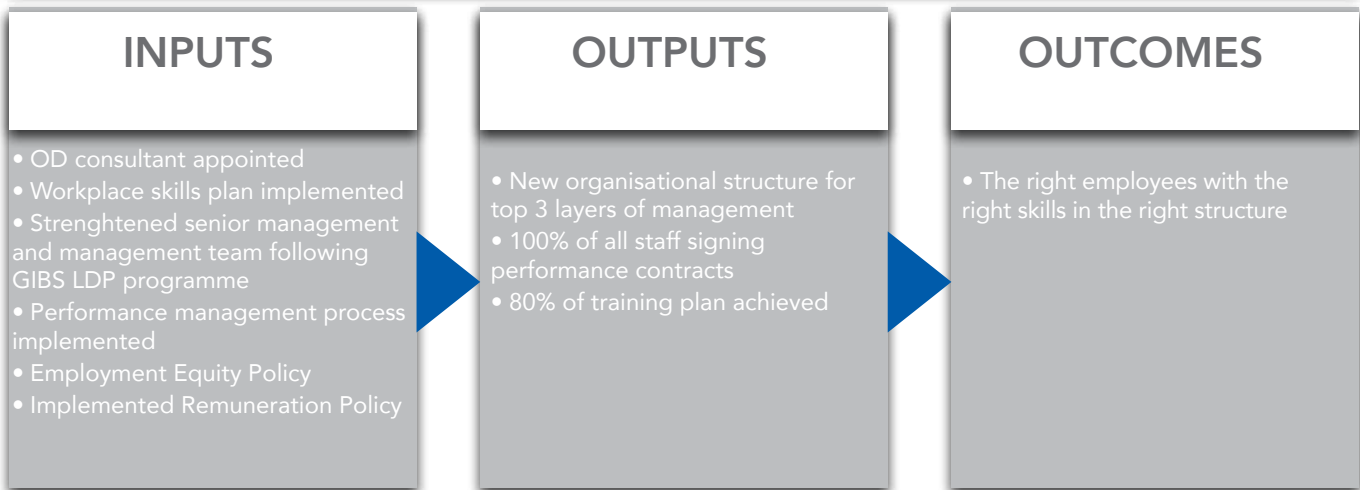 INPUTS
• OD consultant appointed
• Workplace skills plan implemented
• Strenghtened senior management
and management team following
GIBS LDP programme
• Performance management process
implemented
• Employment Equity Policy
• Implemented Remuneration Policy
OUTPUTS
• New organisational structure for
top 3 layers of management
• 100% of all staff signing
performance contracts
• 80% of training plan achieved
OUTCOMES
• The right employees with the
right skills in the right structure